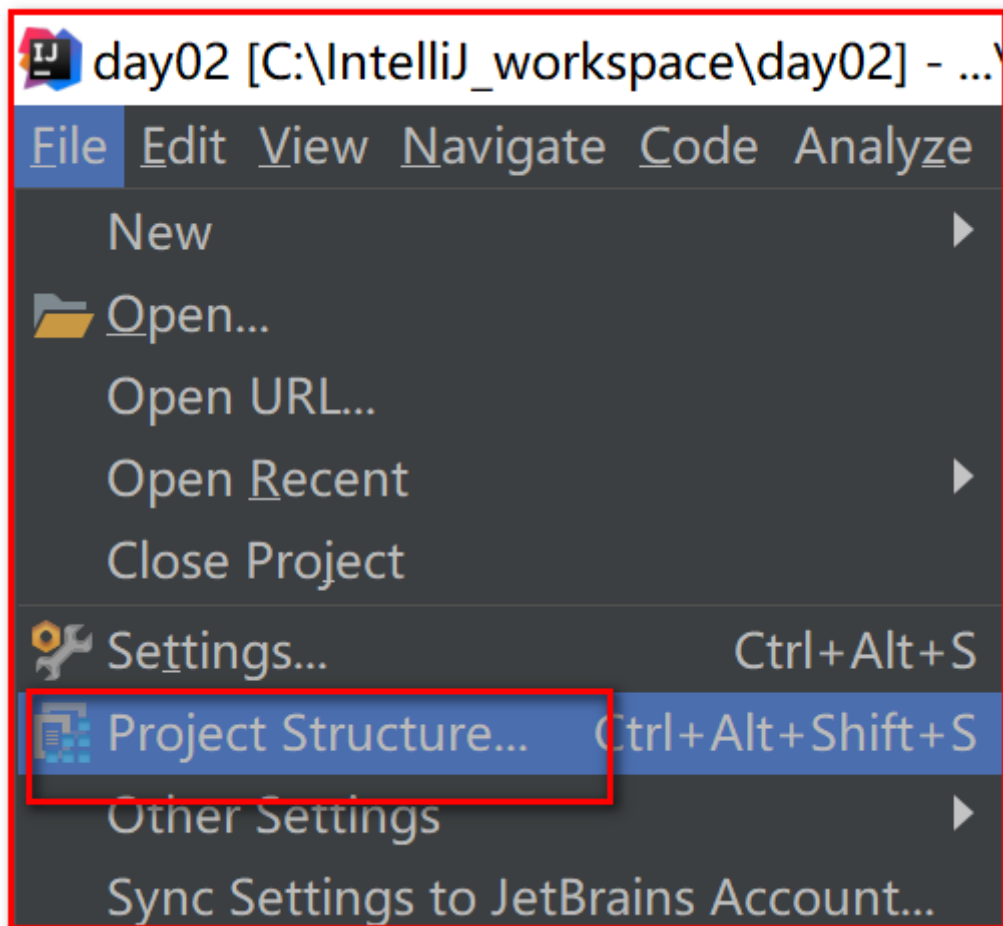 IJ
day02 [C:\IntelliJ_workspace\day02] - ...\
File Edit View Navigate Code Analyze
New
Open...
Open URL...
Open Recent
Close Project
Settings... Ctrl+Alt+S
Project Structure... Ctrl+Alt+Shift+S
Other Settings
Sync Settings to JetBrains Account...